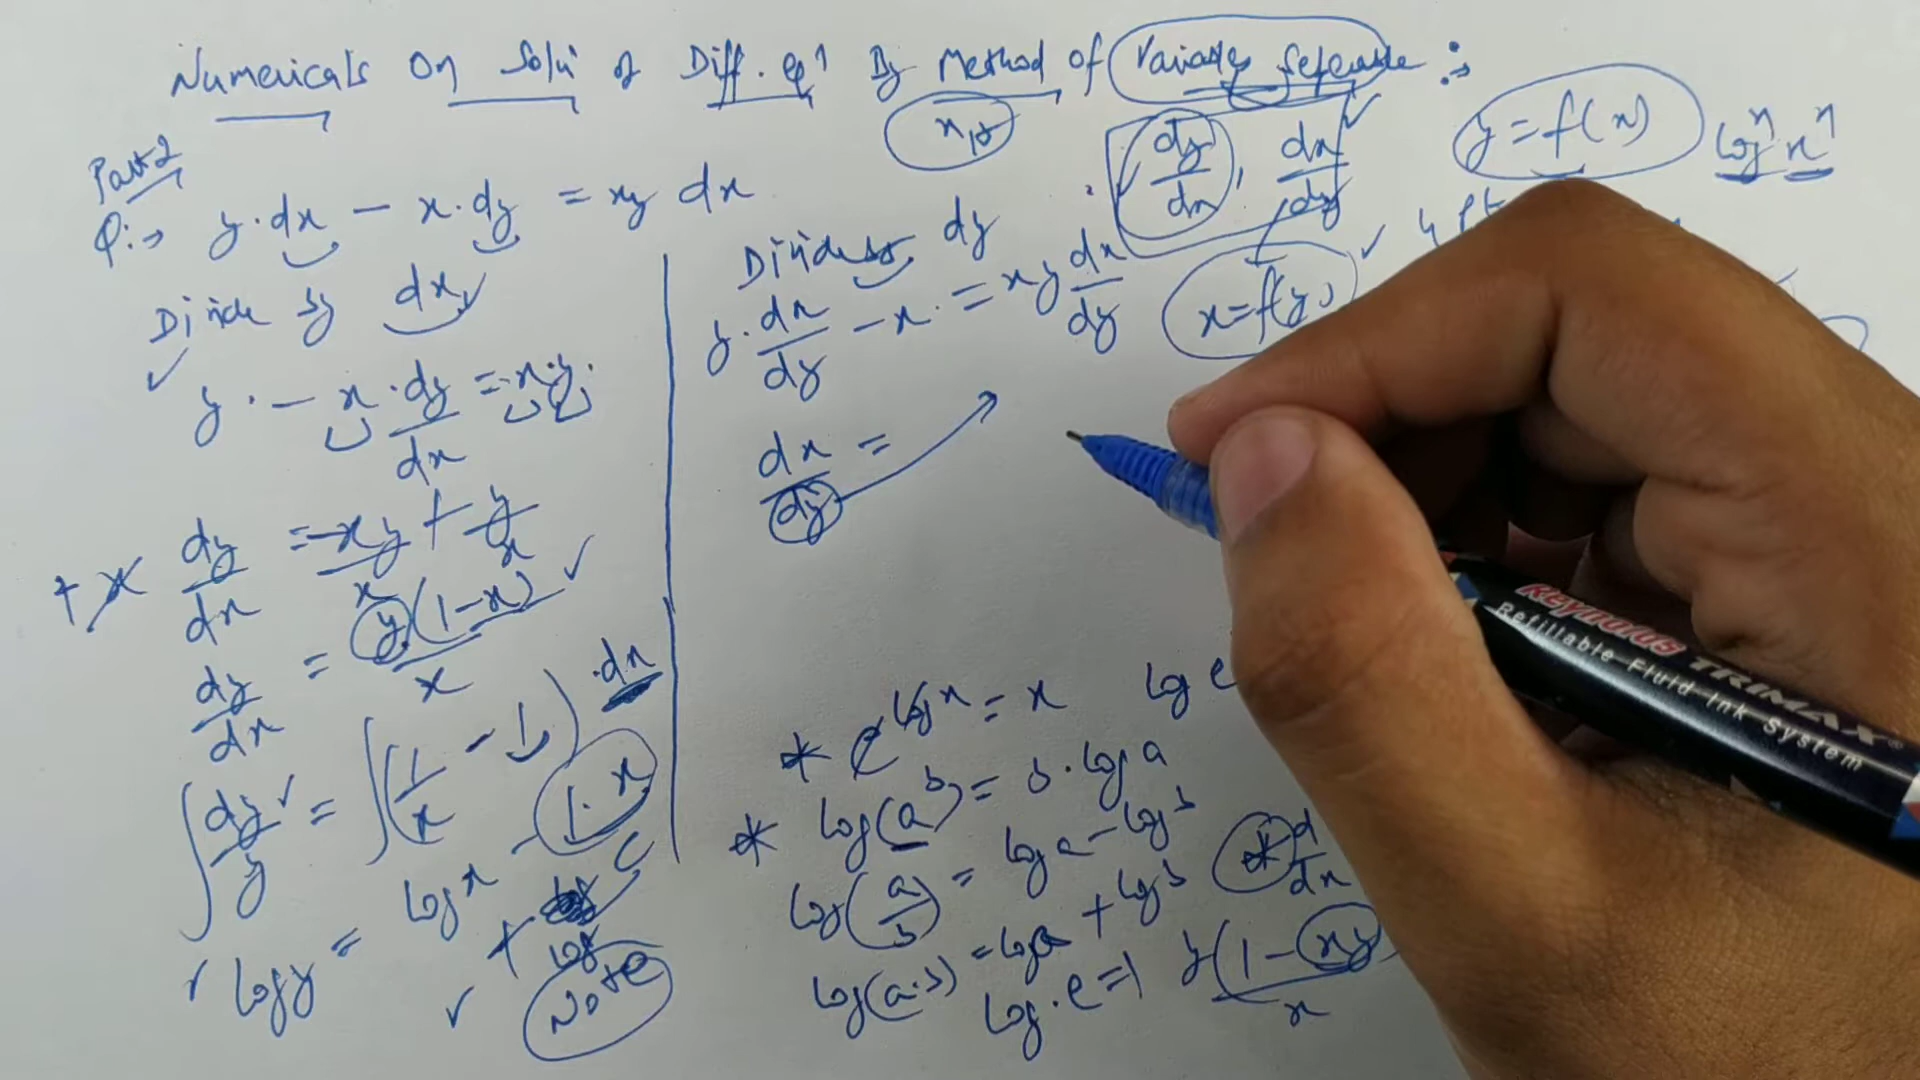 Numericals On Soln of Diff. eqn By Method of Variable Seperable :→
x, y
dy/dx , dx/dy ✓
y = f(x)
log x^n
Part 2
Q:→ y·dx − x·dy = xy dx
Divide by dx ✓
✓ y· − x·dy/dx = x·y·
dy/dx = −xy/x + y/x
dy/dx = y(1−x)/x ✓
∫ dy/y ✓ = ∫(1/x − 1)·dx
✓ log y = log x − 1·x
+ log C
✓ Note
Divide by dy
y·dx/dy − x· = xy dx/dy
x = f(y) ✓
dx/dy =
* e^log x = x log e
* log(a^b) = b·log a
log(a/b) = log a − log b
log(a·b) = log a + log b
log·e = 1
d/dx
y(1−xy)/x
Reynolds TRIMAX
Refillable Fluid Ink System